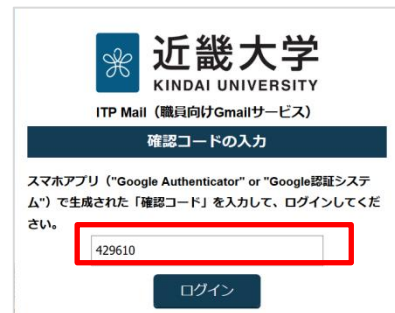 近畿大学
KINDAI UNIVERSITY
ITP Mail（職員向けGmailサービス）
確認コードの入力
スマホアプリ（"Google Authenticator" or "Google認証システ
ム"）で生成された「確認コード」を入力して、ログインしてくだ
さい。
429610
ログイン